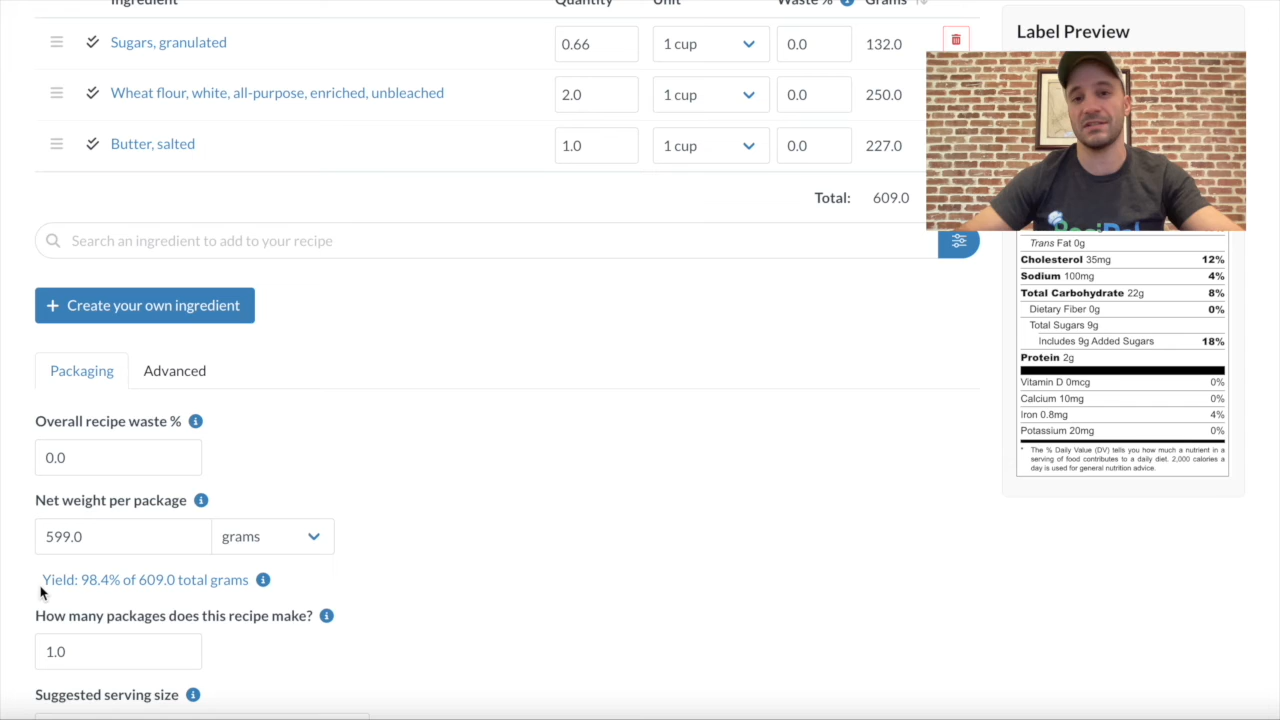 Ingredient Quantity Unit Waste % Grams
Sugars, granulated 0.66 1 cup 0.0 132.0
Wheat flour, white, all-purpose, enriched, unbleached 2.0 1 cup 0.0 250.0
Butter, salted 1.0 1 cup 0.0 227.0
Total: 609.0
Search an ingredient to add to your recipe
+ Create your own ingredient
Packaging Advanced
Overall recipe waste %
0.0
Net weight per package
599.0 grams
Yield: 98.4% of 609.0 total grams
How many packages does this recipe make?
1.0
Suggested serving size
Label Preview
Trans Fat 0g
Cholesterol 35mg 12%
Sodium 100mg 4%
Total Carbohydrate 22g 8%
Dietary Fiber 0g 0%
Total Sugars 9g
Includes 9g Added Sugars 18%
Protein 2g
Vitamin D 0mcg 0%
Calcium 10mg 0%
Iron 0.8mg 4%
Potassium 20mg 0%
* The % Daily Value (DV) tells you how much a nutrient in a
serving of food contributes to a daily diet. 2,000 calories a
day is used for general nutrition advice.